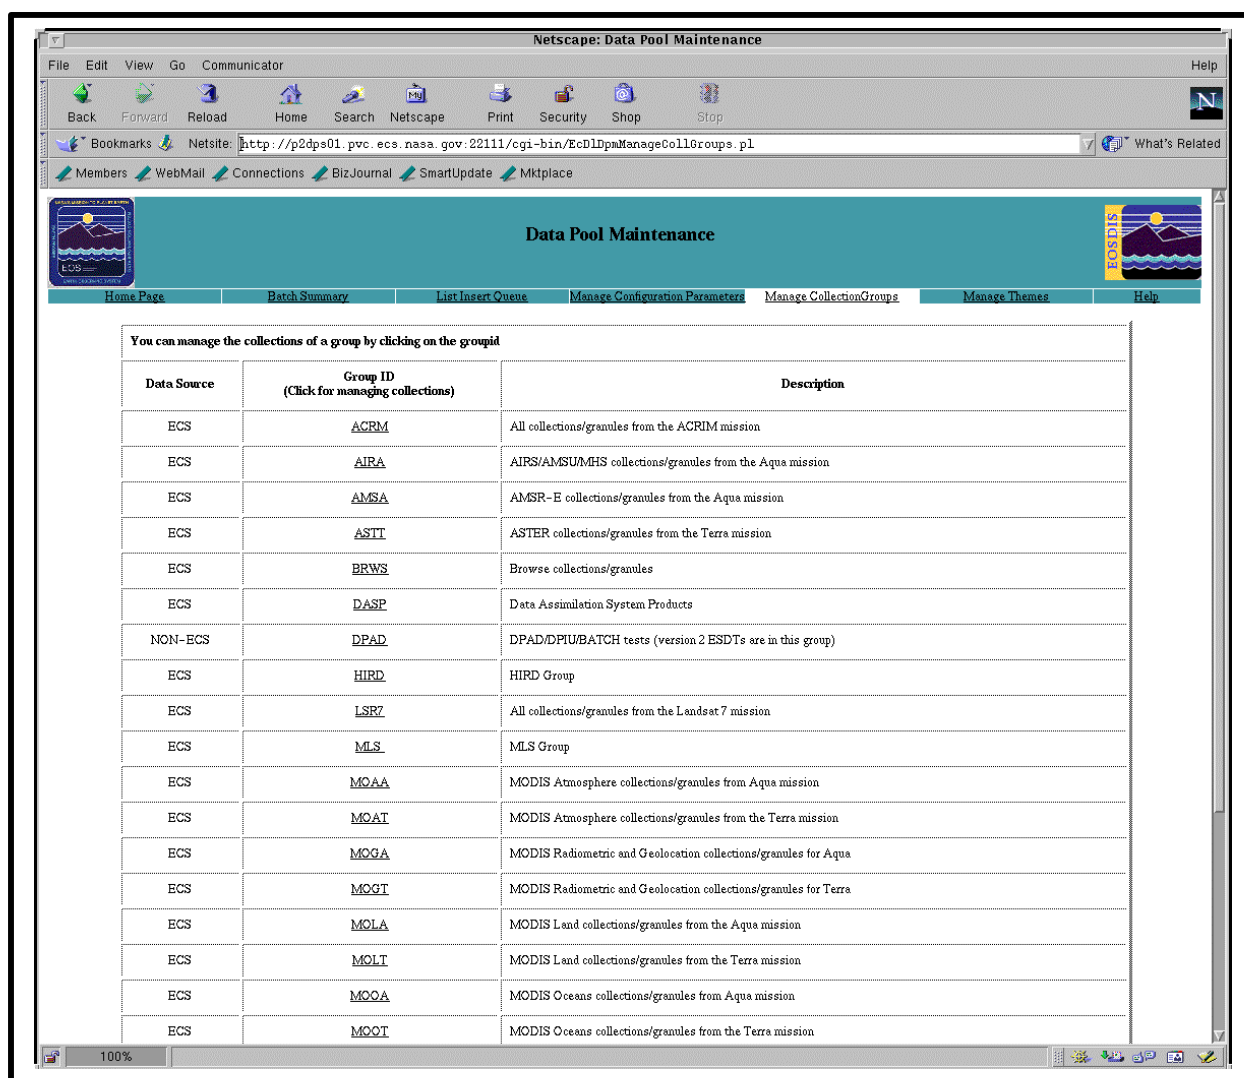 Netscape: Data Pool Maintenance
File Edit View Go Communicator Help
Back Forward Reload Home Search Netscape Print Security Shop Stop
Bookmarks Netsite: http://p2dps01.pvc.ecs.nasa.gov:22111/cgi-bin/EcDlDpmManageCollGroups.pl What's Related
Members WebMail Connections BizJournal SmartUpdate Mktplace
EOS
Data Pool Maintenance
EOSDIS
Home Page Batch Summary List Insert Queue Manage Configuration Parameters Manage CollectionGroups Manage Themes Help
You can manage the collections of a group by clicking on the groupid
Data Source Group ID Description
(Click for managing collections)
ECS ACRM All collections/granules from the ACRIM mission
ECS AIRA AIRS/AMSU/MHS collections/granules from the Aqua mission
ECS AMSA AMSR-E collections/granules from the Aqua mission
ECS ASTT ASTER collections/granules from the Terra mission
ECS BRWS Browse collections/granules
ECS DASP Data Assimilation System Products
NON-ECS DPAD DPAD/DPIU/BATCH tests (version 2 ESDTs are in this group)
ECS HIRD HIRD Group
ECS LSR7 All collections/granules from the Landsat 7 mission
ECS MLS MLS Group
ECS MOAA MODIS Atmosphere collections/granules from Aqua mission
ECS MOAT MODIS Atmosphere collections/granules from the Terra mission
ECS MOGA MODIS Radiometric and Geolocation collections/granules for Aqua
ECS MOGT MODIS Radiometric and Geolocation collections/granules for Terra
ECS MOLA MODIS Land collections/granules from the Aqua mission
ECS MOLT MODIS Land collections/granules from the Terra mission
ECS MOOA MODIS Oceans collections/granules from Aqua mission
ECS MOOT MODIS Oceans collections/granules from the Terra mission
100%